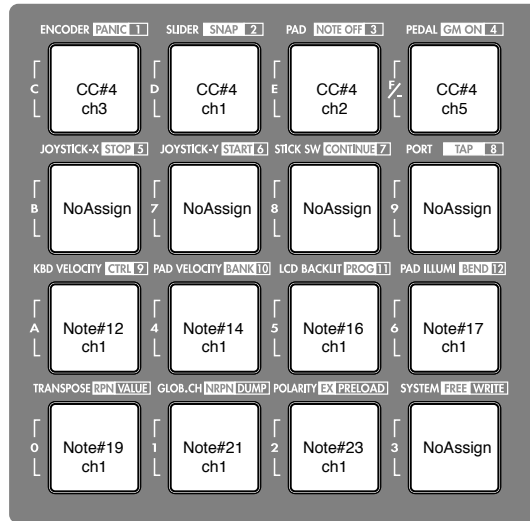 ENCODER PANIC 1 SLIDER SNAP 2 PAD NOTE OFF 3 PEDAL GM ON 4
C CC#4 ch3 D CC#4 ch1 E CC#4 ch2 F/- CC#4 ch5
JOYSTICK-X STOP 5 JOYSTICK-Y START 6 STICK SW CONTINUE 7 PORT TAP 8
B NoAssign 7 NoAssign 8 NoAssign 9 NoAssign
KBD VELOCITY CTRL 9 PAD VELOCITY BANK 10 LCD BACKLIT PROG 11 PAD ILLUMI BEND 12
A Note#12 ch1 4 Note#14 ch1 5 Note#16 ch1 6 Note#17 ch1
TRANSPOSE RPN VALUE GLOB.CH NRPN DUMP POLARITY EX PRELOAD SYSTEM FREE WRITE
0 Note#19 ch1 1 Note#21 ch1 2 Note#23 ch1 3 NoAssign